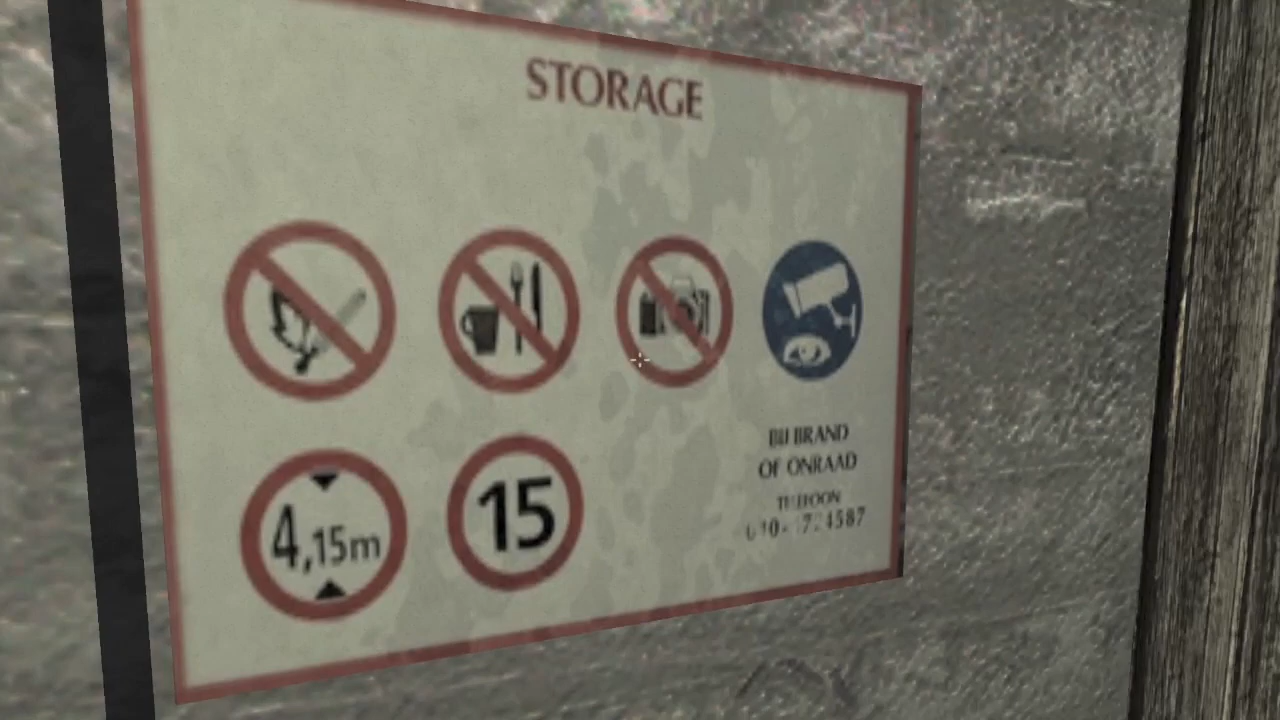 STORAGE
4,15m
15
BIJ BRAND
OF ONRAAD
TELEFOON